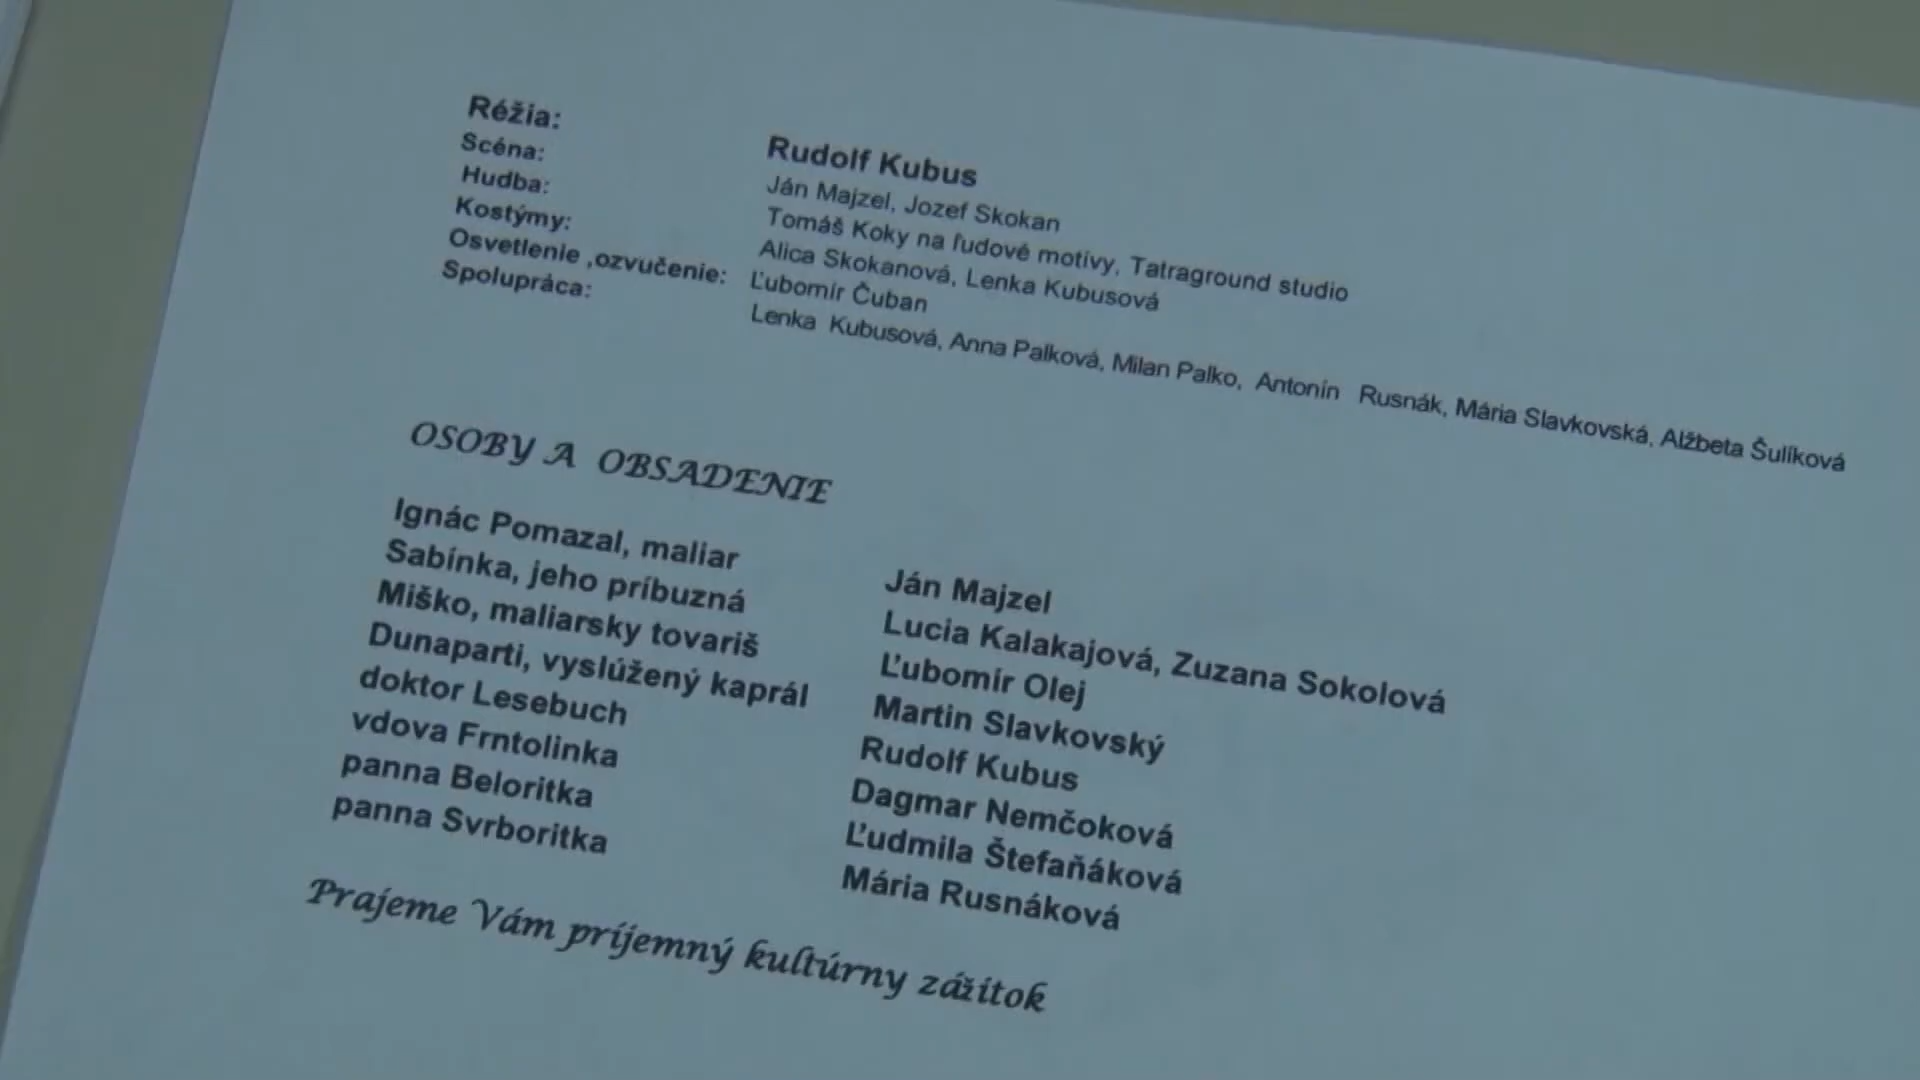 Réžia: Rudolf Kubus
Scéna: Ján Majzel, Jozef Skokan
Hudba: Tomáš Koky na ľudové motívy, Tatraground studio
Kostýmy: Alica Skokanová, Lenka Kubusová
Osvetlenie ,ozvučenie: Ľubomír Čuban
Spolupráca: Lenka Kubusová, Anna Palková, Milan Palko, Antonín Rusnák, Mária Slavkovská, Alžbeta Šulíková
OSOBY A OBSADENIE
Ignác Pomazal, maliar Ján Majzel
Sabínka, jeho príbuzná Lucia Kalakajová, Zuzana Sokolová
Miško, maliarsky tovariš Ľubomír Olej
Dunaparti, vyslúžený kaprál Martin Slavkovský
doktor Lesebuch Rudolf Kubus
vdova Frntolinka Dagmar Nemčoková
panna Beloritka Ľudmila Štefaňáková
panna Svrboritka Mária Rusnáková
Prajeme Vám príjemný kultúrny zážitok